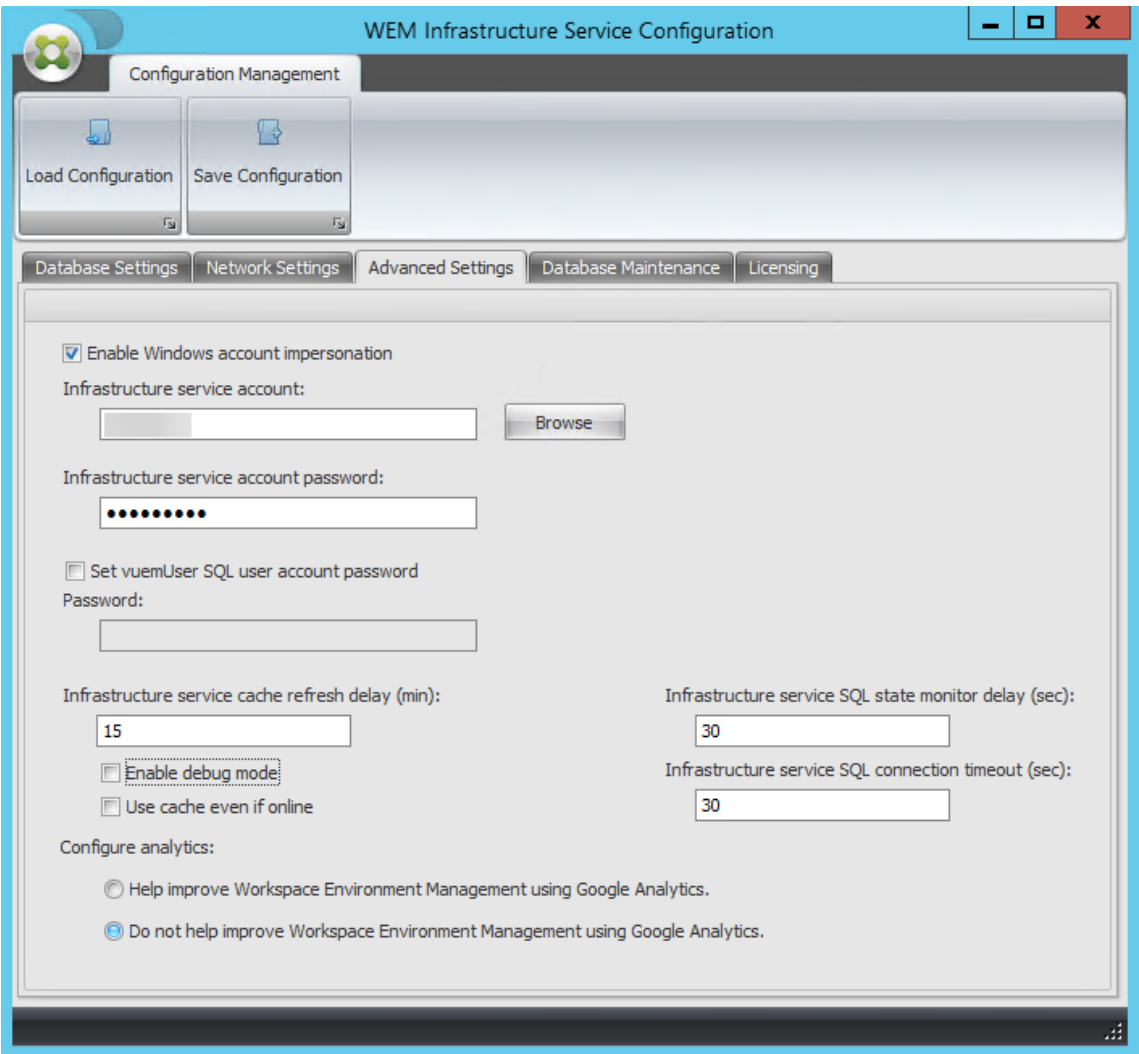 WEM Infrastructure Service Configuration
Configuration Management
Load Configuration
Save Configuration
Database Settings
Network Settings
Advanced Settings
Database Maintenance
Licensing
Enable Windows account impersonation
Infrastructure service account:
Browse
Infrastructure service account password:
•••••••••
Set vuemUser SQL user account password
Password:
Infrastructure service cache refresh delay (min):
15
Infrastructure service SQL state monitor delay (sec):
30
Enable debug mode
Infrastructure service SQL connection timeout (sec):
Use cache even if online
30
Configure analytics:
Help improve Workspace Environment Management using Google Analytics.
Do not help improve Workspace Environment Management using Google Analytics.